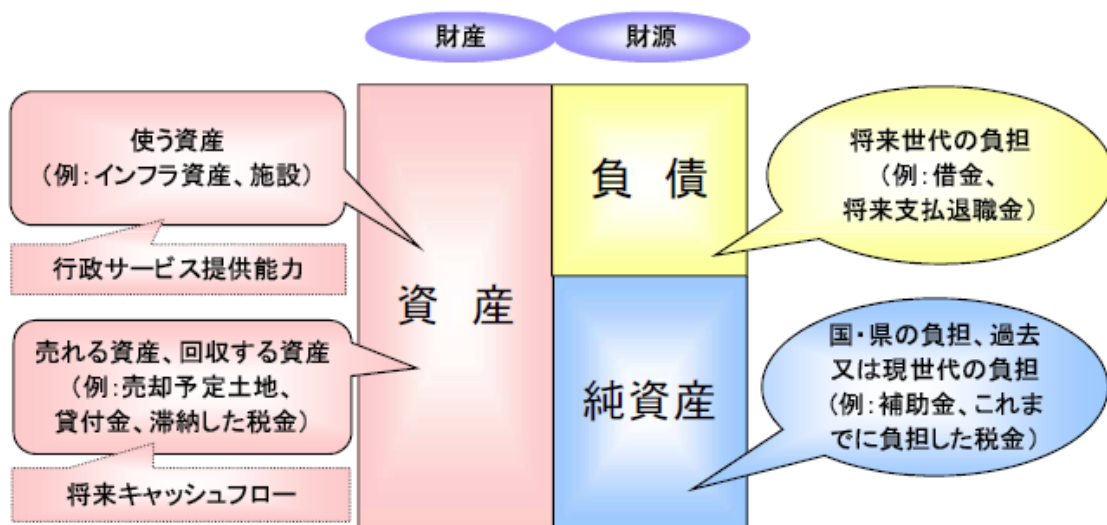 財産
財源
使う資産
（例：インフラ資産、施設）
行政サービス提供能力
売れる資産、回収する資産
（例：売却予定土地、
貸付金、滞納した税金）
将来キャッシュフロー
資 産
負 債
純資産
将来世代の負担
（例：借金、
将来支払退職金）
国・県の負担、過去
又は現世代の負担
（例：補助金、これま
でに負担した税金）